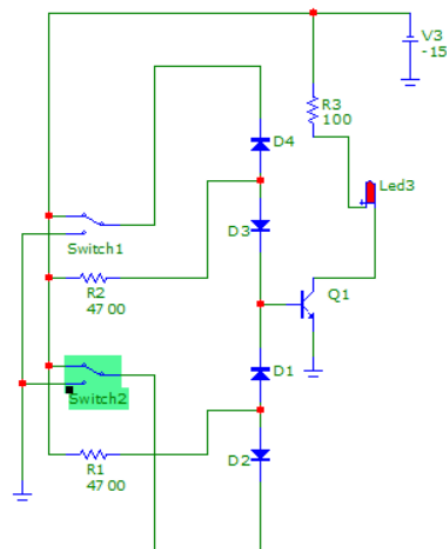 V3
-15
R3
100
D4
Led3
Switch1
D3
R2
47 00
Q1
D1
Switch2
R1
47 00
D2